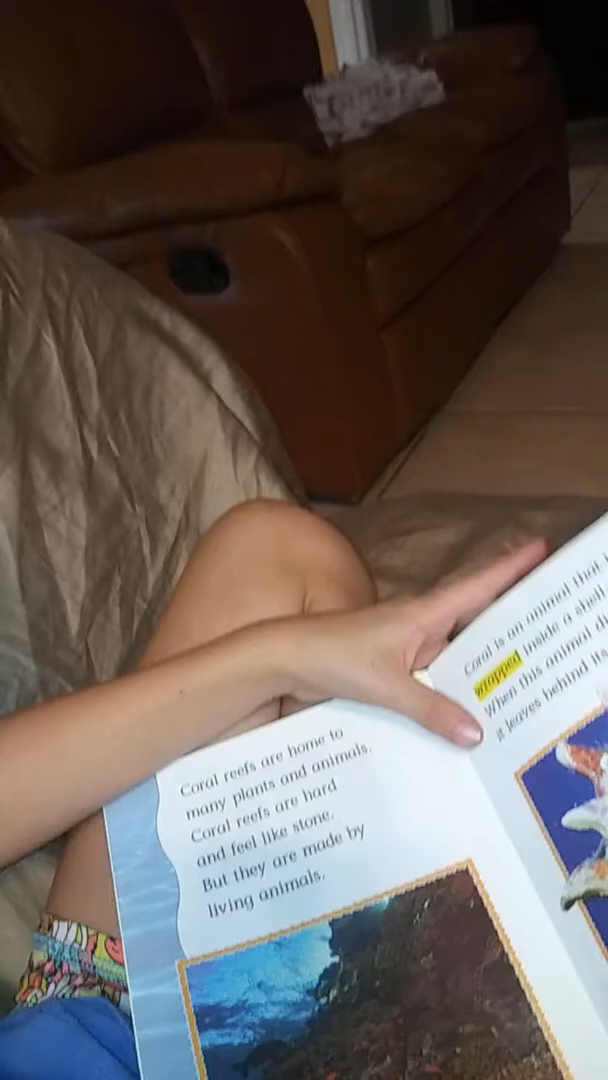 Coral reefs are home to
many plants and animals.
Coral reefs are hard
and feel like stone.
But they are made by
living animals.
Coral is an animal that
wrapped inside a shell
When this animal
it leaves behind its